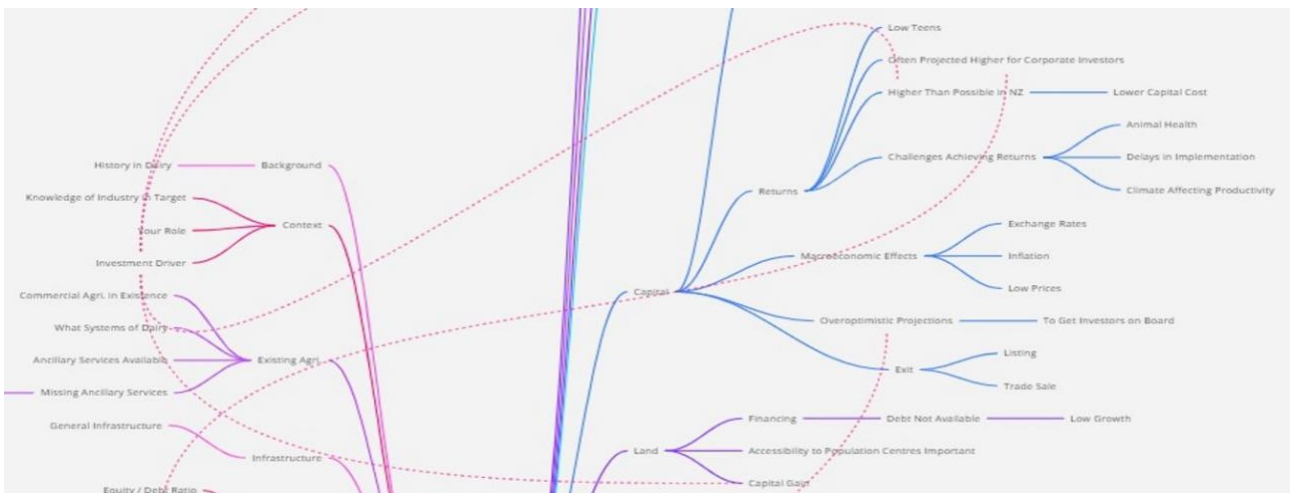 Low Teens
Often Projected Higher for Corporate Investors
Higher Than Possible in NZ
Lower Capital Cost
Animal Health
Challenges Achieving Returns
Delays in Implementation
Climate Affecting Productivity
Returns
Exchange Rates
Macroeconomic Effects
Inflation
Low Prices
Capital
Overoptimistic Projections
To Get Investors on Board
Listing
Exit
Trade Sale
Financing
Debt Not Available
Low Growth
Land
Accessibility to Population Centres Important
Capital Gain
History in Dairy
Background
Knowledge of Industry in Target
Your Role
Context
Investment Driver
Commercial Agri. in Existence
What Systems of Dairy
Ancillary Services Available
Existing Agri.
Missing Ancillary Services
General Infrastructure
Infrastructure
Equity / Debt Ratio